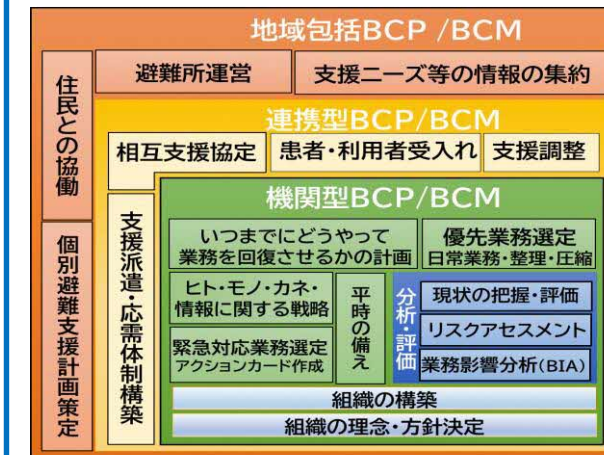 地域包括BCP /BCM
避難所運営
支援ニーズ等の情報の集約
住民との協働
個別避難支援計画策定
連携型BCP/BCM
相互支援協定
患者・利用者受入れ
支援調整
支援派遣・応需体制構築
機関型BCP/BCM
いつまでにどうやって
業務を回復させるかの計画
優先業務選定
日常業務・整理・圧縮
ヒト・モノ・カネ・
情報に関する戦略
緊急対応業務選定
アクションカード作成
平時の備え
分析・評価
現状の把握・評価
リスクアセスメント
業務影響分析(BIA)
組織の構築
組織の理念・方針決定